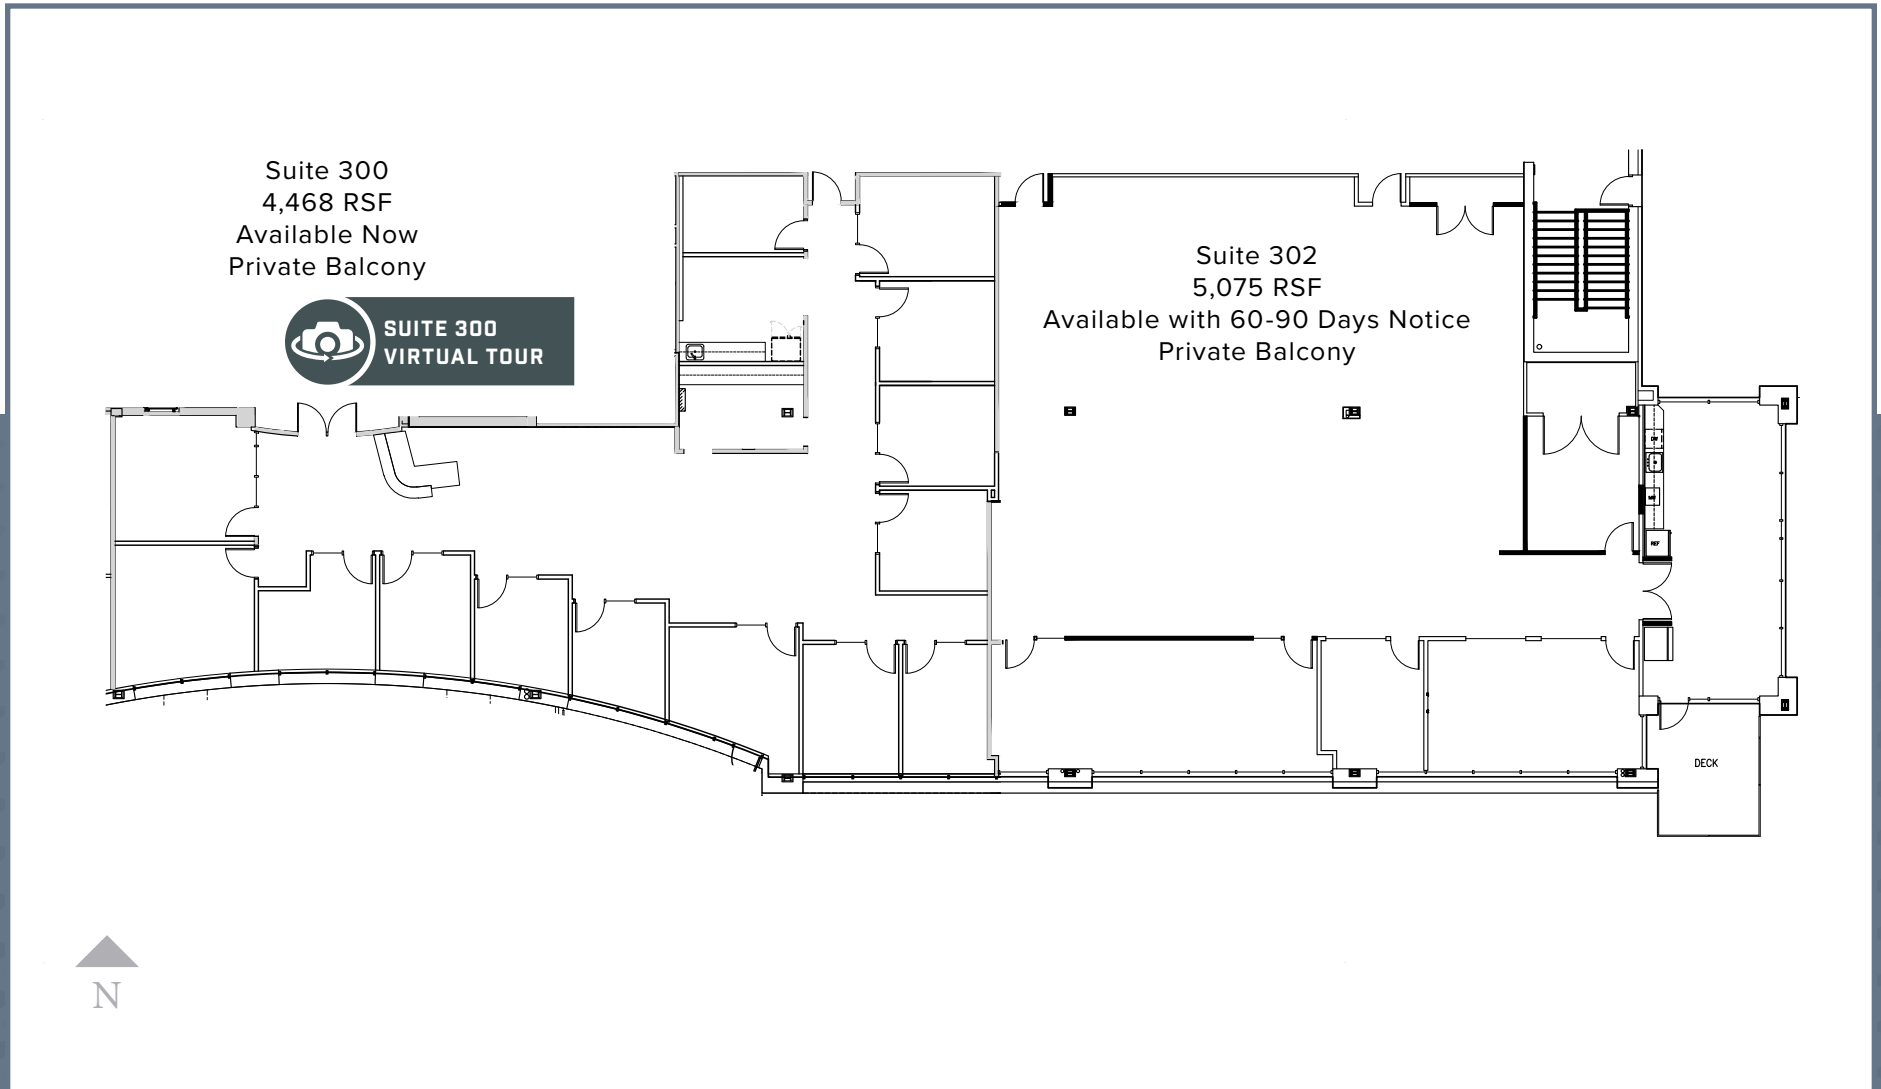 Suite 300
4,468 RSF
Available Now
Private Balcony
SUITE 300
VIRTUAL TOUR
Suite 302
5,075 RSF
Available with 60-90 Days Notice
Private Balcony
REF
DECK
N